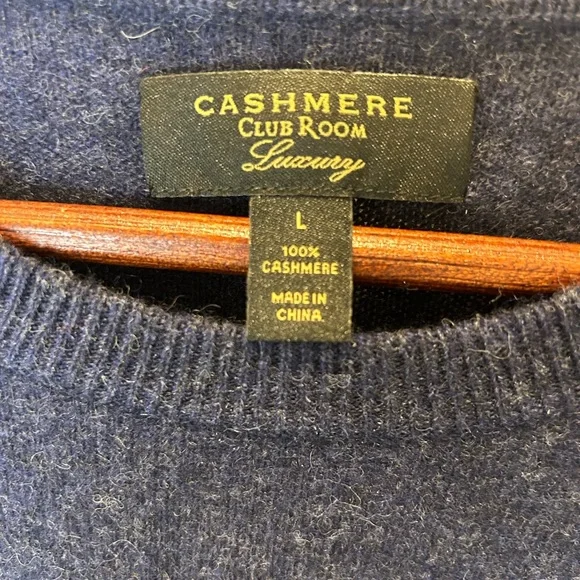 CASHMERE
CLUB ROOM
Luxury
L
100%
CASHMERE
MADE IN
CHINA